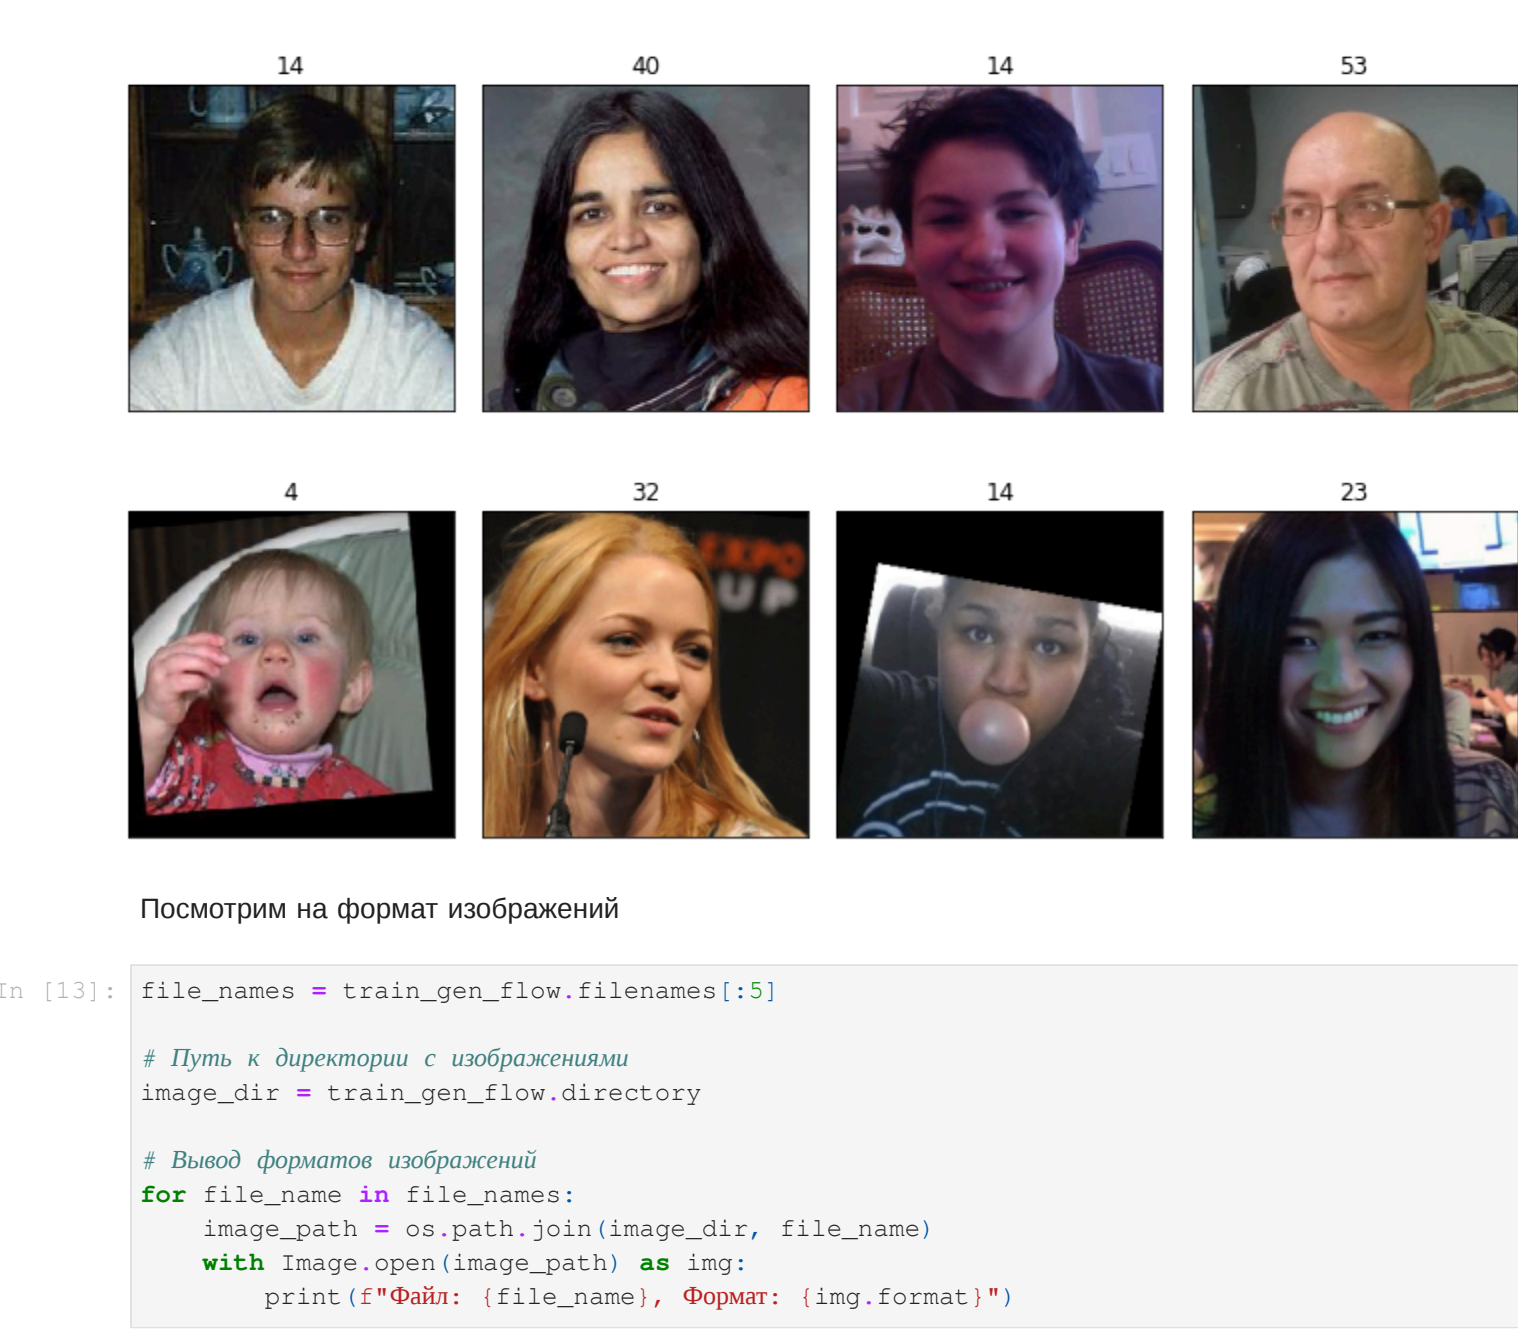 14 40 14 53
4 32 14 23
EXPO
UP
Посмотрим на формат изображений
In [13]: file_names = train_gen_flow.filenames[:5]
# Путь к директории с изображениями
image_dir = train_gen_flow.directory
# Вывод форматов изображений
for file_name in file_names:
    image_path = os.path.join(image_dir, file_name)
    with Image.open(image_path) as img:
        print(f"Файл: {file_name}, Формат: {img.format}")